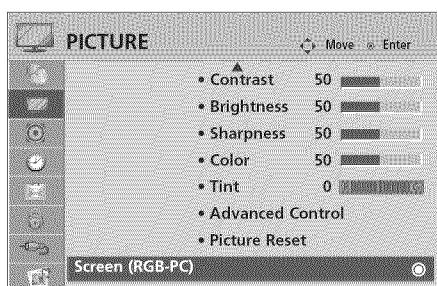 PICTURE
Move Enter
• Contrast 50
• Brightness 50
• Sharpness 50
• Color 50
• Tint 0
• Advanced Control
• Picture Reset
Screen (RGB-PC)